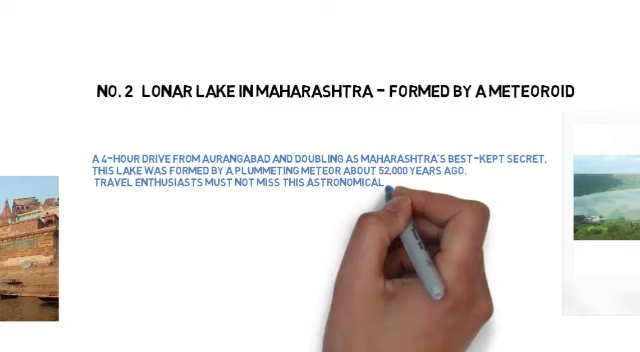 NO. 2 LONAR LAKE IN MAHARASHTRA - FORMED BY A METEOROID
A 4-HOUR DRIVE FROM AURANGABAD AND DOUBLING AS MAHARASHTRA'S BEST-KEPT SECRET,
THIS LAKE WAS FORMED BY A PLUMMETING METEOR ABOUT 52,000 YEARS AGO.
TRAVEL ENTHUSIASTS MUST NOT MISS THIS ASTRONOMICAL